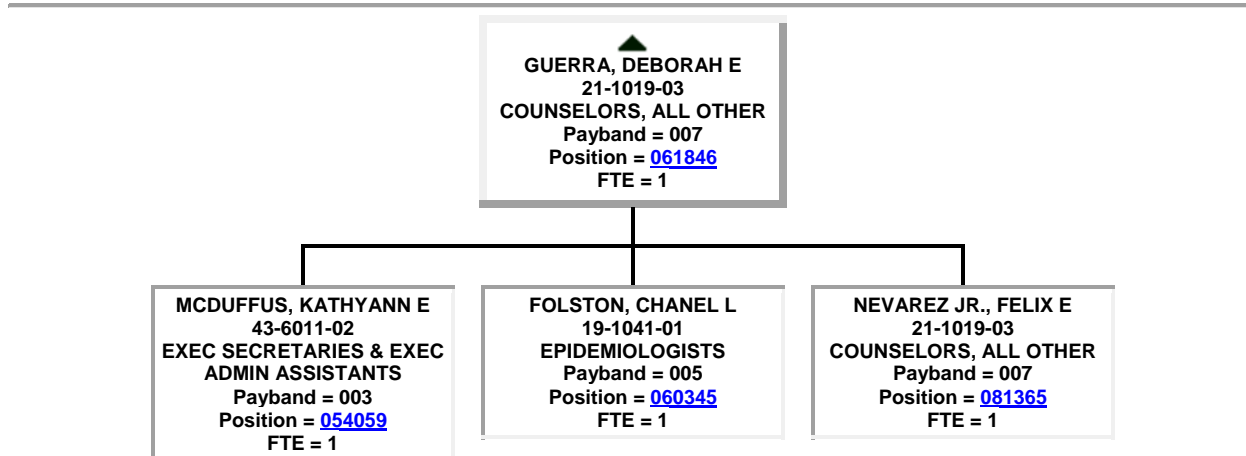 GUERRA, DEBORAH E
21-1019-03
COUNSELORS, ALL OTHER
Payband = 007
Position = 061846
FTE = 1
MCDUFFUS, KATHYANN E
43-6011-02
EXEC SECRETARIES & EXEC
ADMIN ASSISTANTS
Payband = 003
Position = 054059
FTE = 1
FOLSTON, CHANEL L
19-1041-01
EPIDEMIOLOGISTS
Payband = 005
Position = 060345
FTE = 1
NEVAREZ JR., FELIX E
21-1019-03
COUNSELORS, ALL OTHER
Payband = 007
Position = 081365
FTE = 1